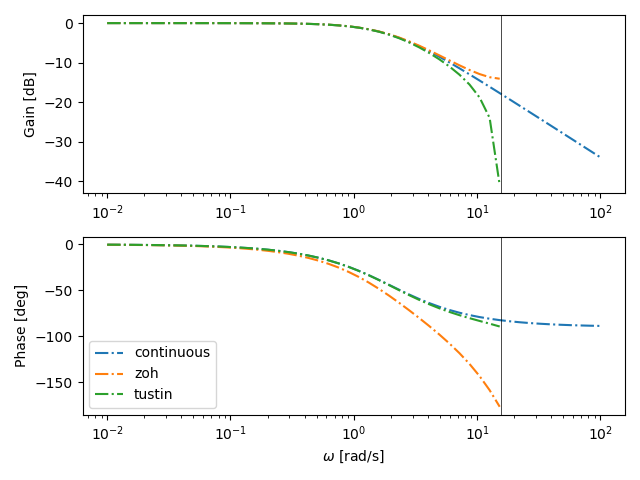 0
−10
−20
−30
−40
Gain [dB]
10⁻² 10⁻¹ 10⁰ 10¹ 10²
0
−50
−100
−150
Phase [deg]
continuous
zoh
tustin
10⁻² 10⁻¹ 10⁰ 10¹ 10²
ω [rad/s]